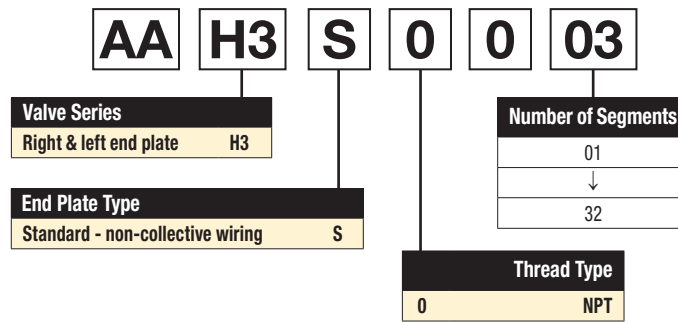 AA H3 S 0 0 03
Valve Series
Right & left end plate H3
Number of Segments
01
↓
32
End Plate Type
Standard - non-collective wiring S
Thread Type
0 NPT